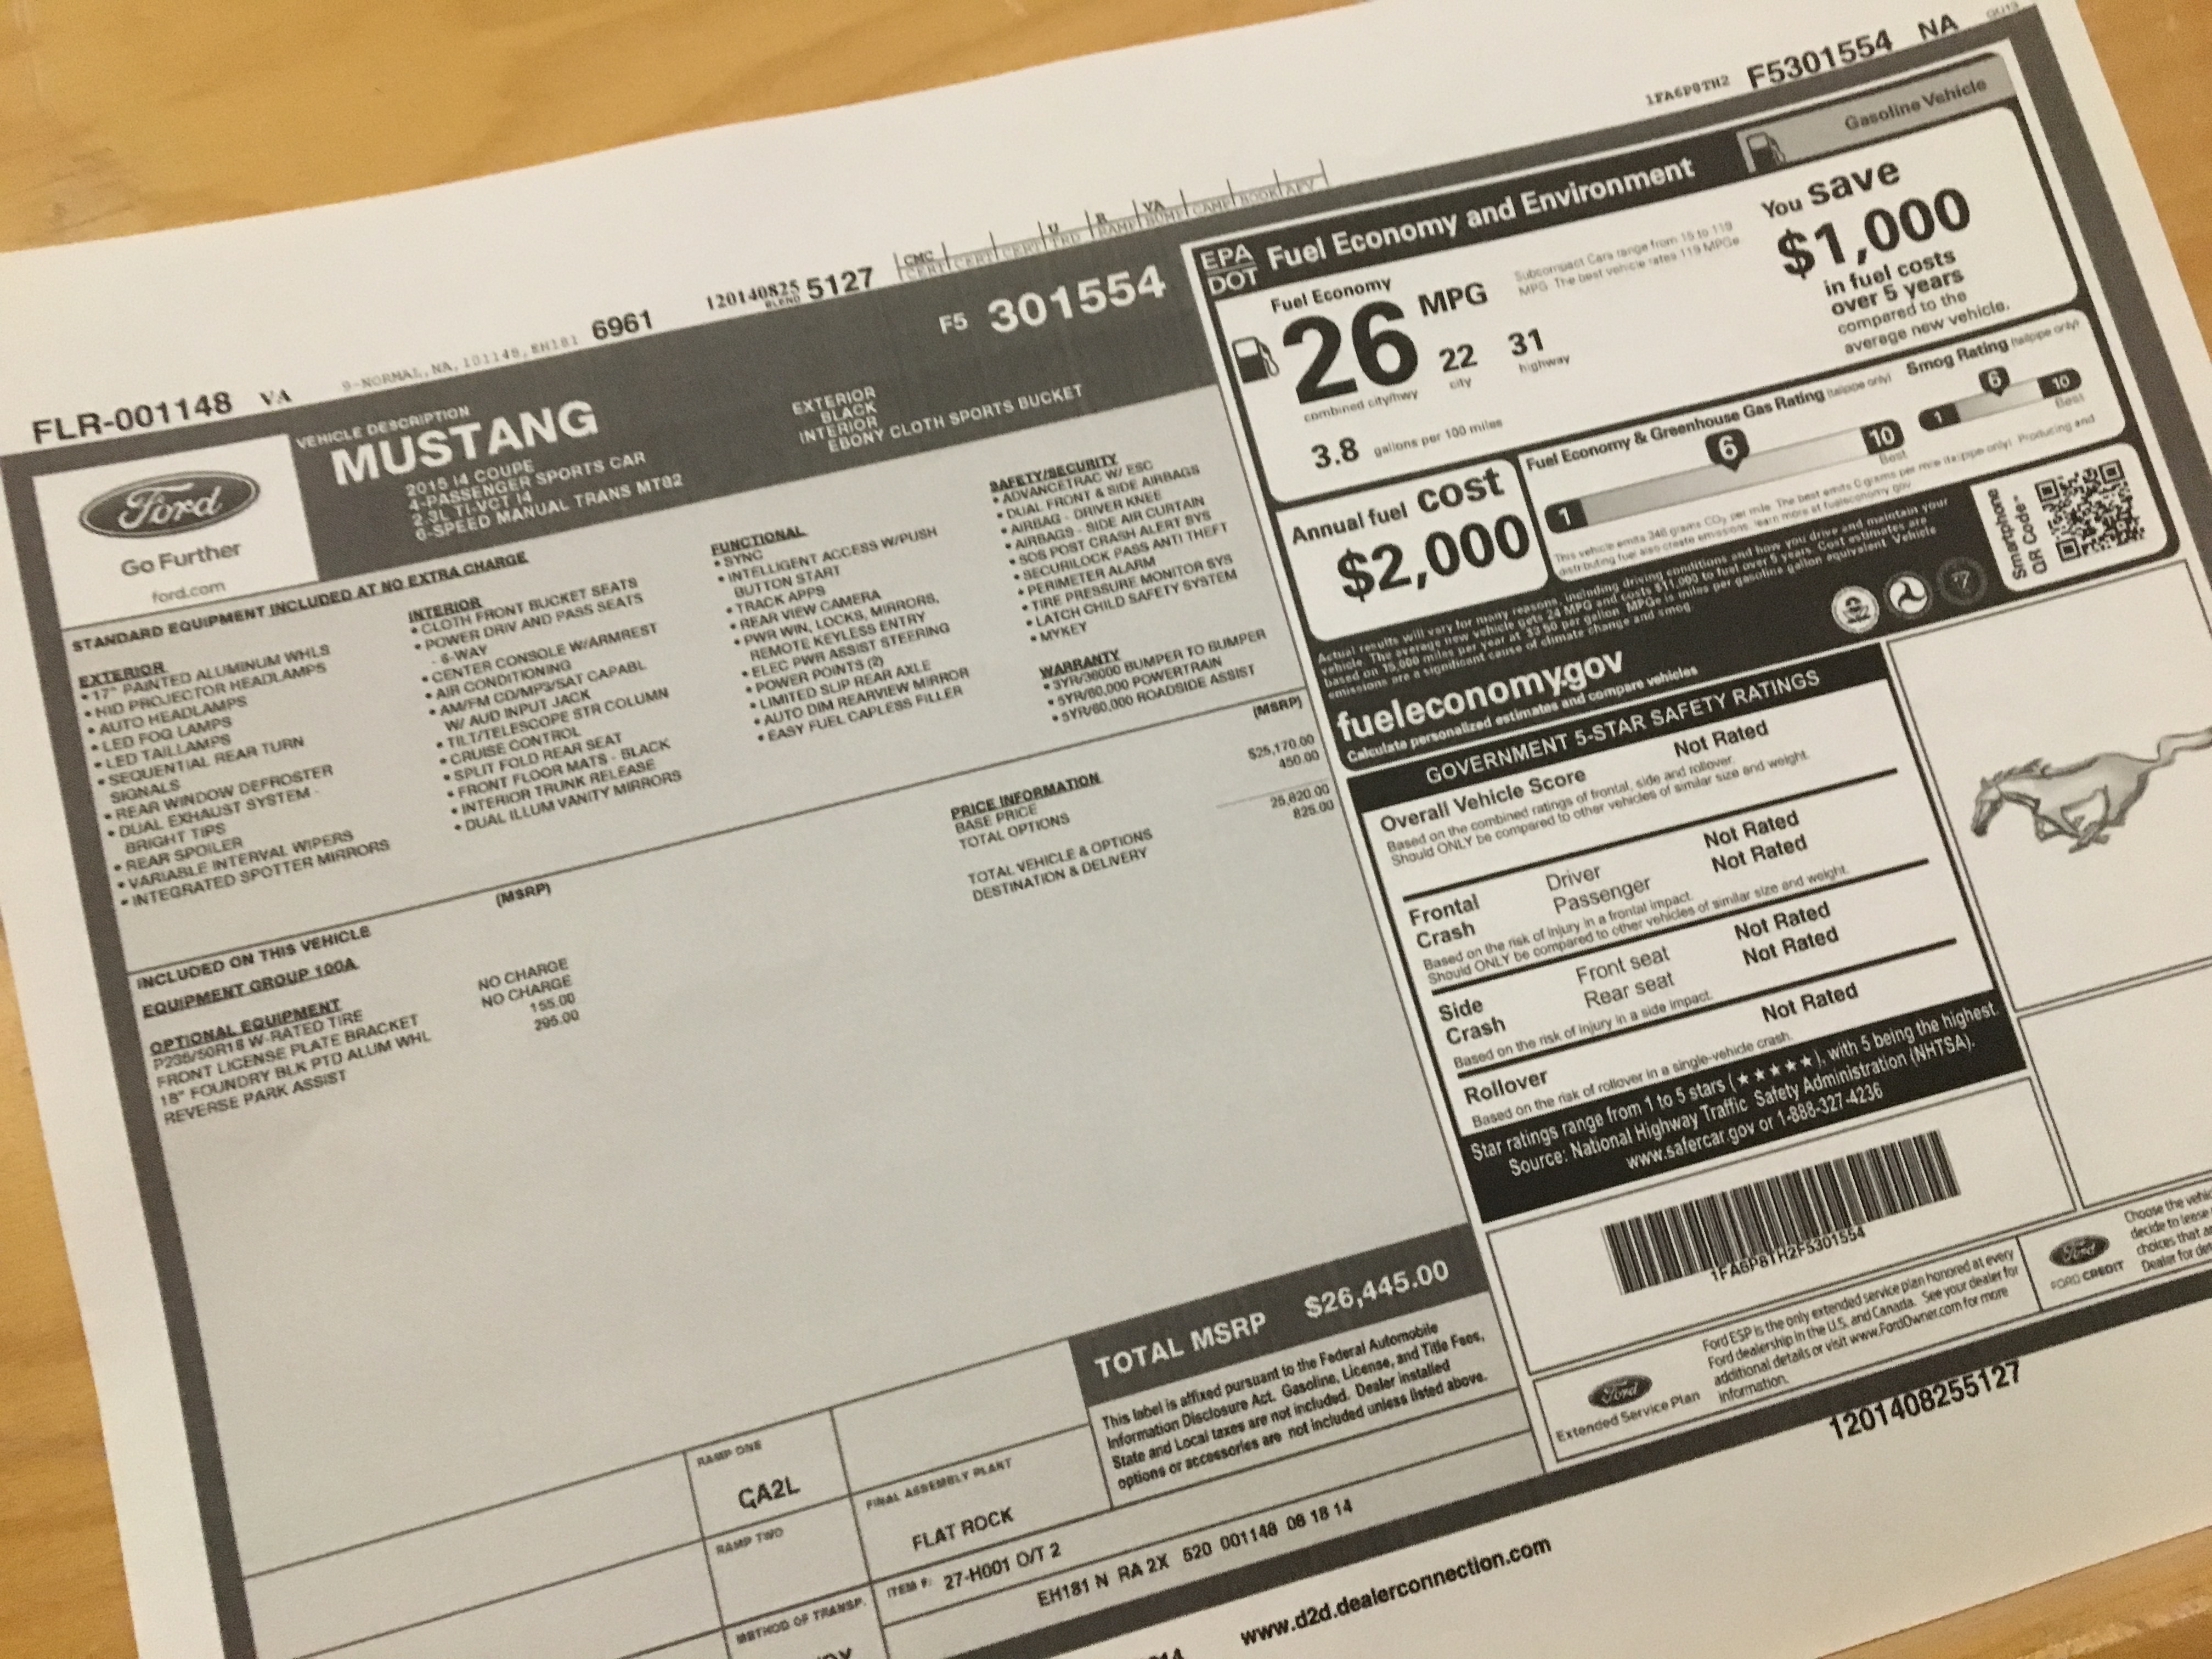 1FA6P8TH2 F5301554 NA
FLR-001148 VA
9-NORMAL, NA, 101148, EH181 6961
120140825 5127
BLEND
CMC U R VA
CERT CERT CERT TRD RAMP BUMP CAMP BOOK APV
Ford
Go Further
ford.com
VEHICLE DESCRIPTION
MUSTANG
2015 I4 COUPE
4-PASSENGER SPORTS CAR
2.3L TI-VCT I4
6-SPEED MANUAL TRANS MT82
EXTERIOR
BLACK
INTERIOR
EBONY CLOTH SPORTS BUCKET
F5 301554
STANDARD EQUIPMENT INCLUDED AT NO EXTRA CHARGE
EXTERIOR
• 17" PAINTED ALUMINUM WHLS
• HID PROJECTOR HEADLAMPS
• AUTO HEADLAMPS
• LED FOG LAMPS
• LED TAILLAMPS
• SEQUENTIAL REAR TURN
SIGNALS
• REAR WINDOW DEFROSTER
• DUAL EXHAUST SYSTEM -
BRIGHT TIPS
• REAR SPOILER
• VARIABLE INTERVAL WIPERS
• INTEGRATED SPOTTER MIRRORS
INTERIOR
• CLOTH FRONT BUCKET SEATS
• POWER DRIV AND PASS SEATS
- 6-WAY
• CENTER CONSOLE W/ARMREST
• AIR CONDITIONING
• AM/FM CD/MP3/SAT CAPABL
W/ AUD INPUT JACK
• TILT/TELESCOPE STR COLUMN
• CRUISE CONTROL
• SPLIT FOLD REAR SEAT
• FRONT FLOOR MATS - BLACK
• INTERIOR TRUNK RELEASE
• DUAL ILLUM VANITY MIRRORS
FUNCTIONAL
• SYNC
• INTELLIGENT ACCESS W/PUSH
BUTTON START
• TRACK APPS
• REAR VIEW CAMERA
• PWR WIN, LOCKS, MIRRORS,
REMOTE KEYLESS ENTRY
• ELEC PWR ASSIST STEERING
• POWER POINTS (2)
• LIMITED SLIP REAR AXLE
• AUTO DIM REARVIEW MIRROR
• EASY FUEL CAPLESS FILLER
SAFETY/SECURITY
• ADVANCETRAC W/ ESC
• DUAL FRONT & SIDE AIRBAGS
• AIRBAG - DRIVER KNEE
• AIRBAGS - SIDE AIR CURTAIN
• SOS POST CRASH ALERT SYS
• SECURILOCK PASS ANTI THEFT
• PERIMETER ALARM
• TIRE PRESSURE MONITOR SYS
• LATCH CHILD SAFETY SYSTEM
• MYKEY
WARRANTY
• 3YR/36000 BUMPER TO BUMPER
• 5YR/60,000 POWERTRAIN
• 5YR/60,000 ROADSIDE ASSIST
INCLUDED ON THIS VEHICLE (MSRP)
EQUIPMENT GROUP 100A
OPTIONAL EQUIPMENT
P235/50R18 W-RATED TIRE NO CHARGE
FRONT LICENSE PLATE BRACKET NO CHARGE
18" FOUNDRY BLK PTD ALUM WHL 155.00
REVERSE PARK ASSIST 295.00
PRICE INFORMATION (MSRP)
BASE PRICE $25,170.00
TOTAL OPTIONS 450.00
TOTAL VEHICLE & OPTIONS 25,620.00
DESTINATION & DELIVERY 825.00
TOTAL MSRP $26,445.00
This label is affixed pursuant to the Federal Automobile
Information Disclosure Act. Gasoline, License, and Title Fees,
State and Local taxes are not included. Dealer installed
options or accessories are not included unless listed above.
RAMP ONE
CA2L
RAMP TWO
METHOD OF TRANSP.
FINAL ASSEMBLY PLANT
FLAT ROCK
ITEM #: 27-H001 O/T 2
EH181 N RA 2X 520 001148 08 18 14
www.d2d.dealerconnection.com
EPA
DOT
Fuel Economy and Environment
Gasoline Vehicle
Fuel Economy
26 MPG
22 city
31 highway
combined city/hwy
3.8 gallons per 100 miles
Subcompact Cars range from 15 to 119
MPG. The best vehicle rates 119 MPGe.
You save
$1,000
in fuel costs
over 5 years
compared to the
average new vehicle.
Annual fuel cost
$2,000
Fuel Economy & Greenhouse Gas Rating (tailpipe only)
1 6 10
Best
Smog Rating (tailpipe only)
1 6 10
Best
This vehicle emits 348 grams CO₂ per mile. The best emits 0 grams per mile (tailpipe only). Producing and
distributing fuel also create emissions; learn more at fueleconomy.gov
Actual results will vary for many reasons, including driving conditions and how you drive and maintain your
vehicle. The average new vehicle gets 24 MPG and costs $11,000 to fuel over 5 years. Cost estimates are
based on 15,000 miles per year at $3.50 per gallon. MPGe is miles per gasoline gallon equivalent. Vehicle
emissions are a significant cause of climate change and smog.
fueleconomy.gov
Calculate personalized estimates and compare vehicles
Smartphone
QR Code™
GOVERNMENT 5-STAR SAFETY RATINGS
Overall Vehicle Score Not Rated
Based on the combined ratings of frontal, side and rollover.
Should ONLY be compared to other vehicles of similar size and weight.
Frontal Driver Not Rated
Crash Passenger Not Rated
Based on the risk of injury in a frontal impact.
Should ONLY be compared to other vehicles of similar size and weight.
Side Front seat Not Rated
Crash Rear seat Not Rated
Based on the risk of injury in a side impact.
Rollover Not Rated
Based on the risk of rollover in a single-vehicle crash.
Star ratings range from 1 to 5 stars (★★★★★), with 5 being the highest.
Source: National Highway Traffic Safety Administration (NHTSA).
www.safercar.gov or 1-888-327-4236
1FA6P8TH2F5301554
Ford
Extended Service Plan
Ford ESP is the only extended service plan honored at every
Ford dealership in the U.S. and Canada. See your dealer for
additional details or visit www.FordOwner.com for more
information.
Ford
FORD CREDIT
Choose the
decide to lease
choices that
Dealer for
1201408255127